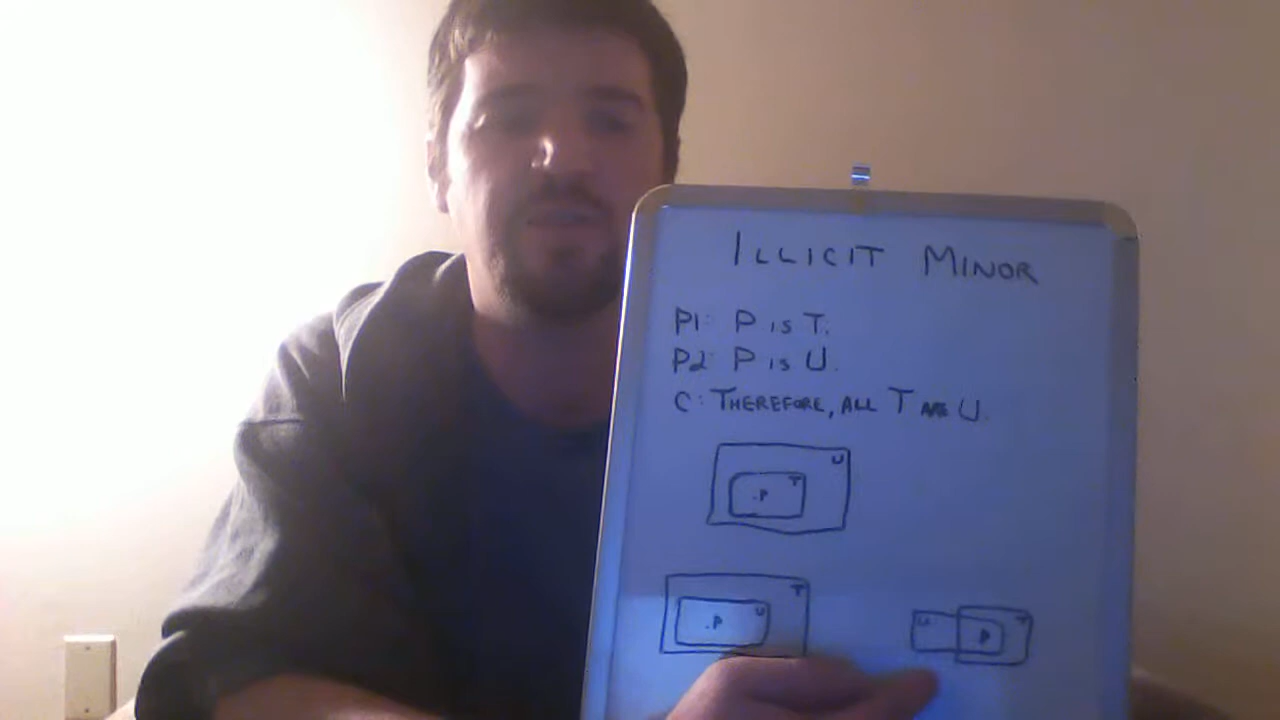 ILLICIT MINOR
P1: P is T.
P2: P is U.
C: THEREFORE, ALL T ARE U.
U
T
.P
T
U
.P
U
T
P